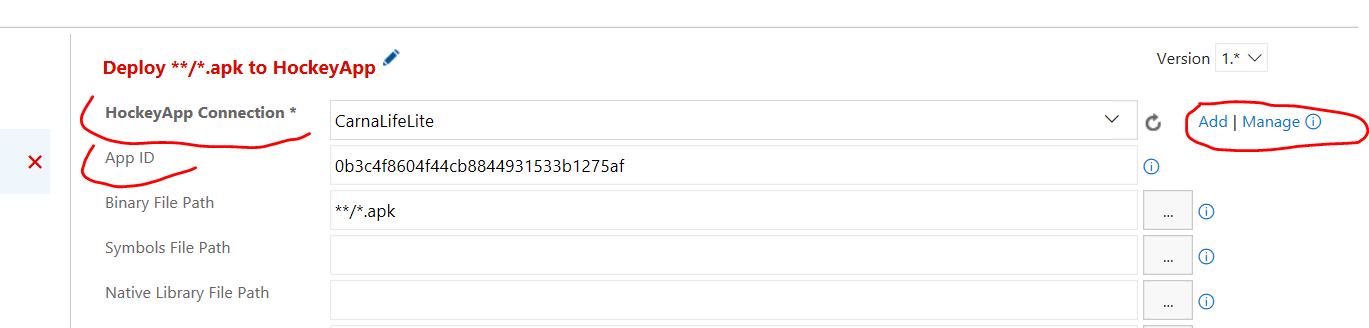 Deploy **/*.apk to HockeyApp
Version 1.*
HockeyApp Connection *
CarnaLifeLite
Add | Manage
App ID
0b3c4f8604f44cb8844931533b1275af
Binary File Path
**/*.apk
...
Symbols File Path
...
Native Library File Path
...